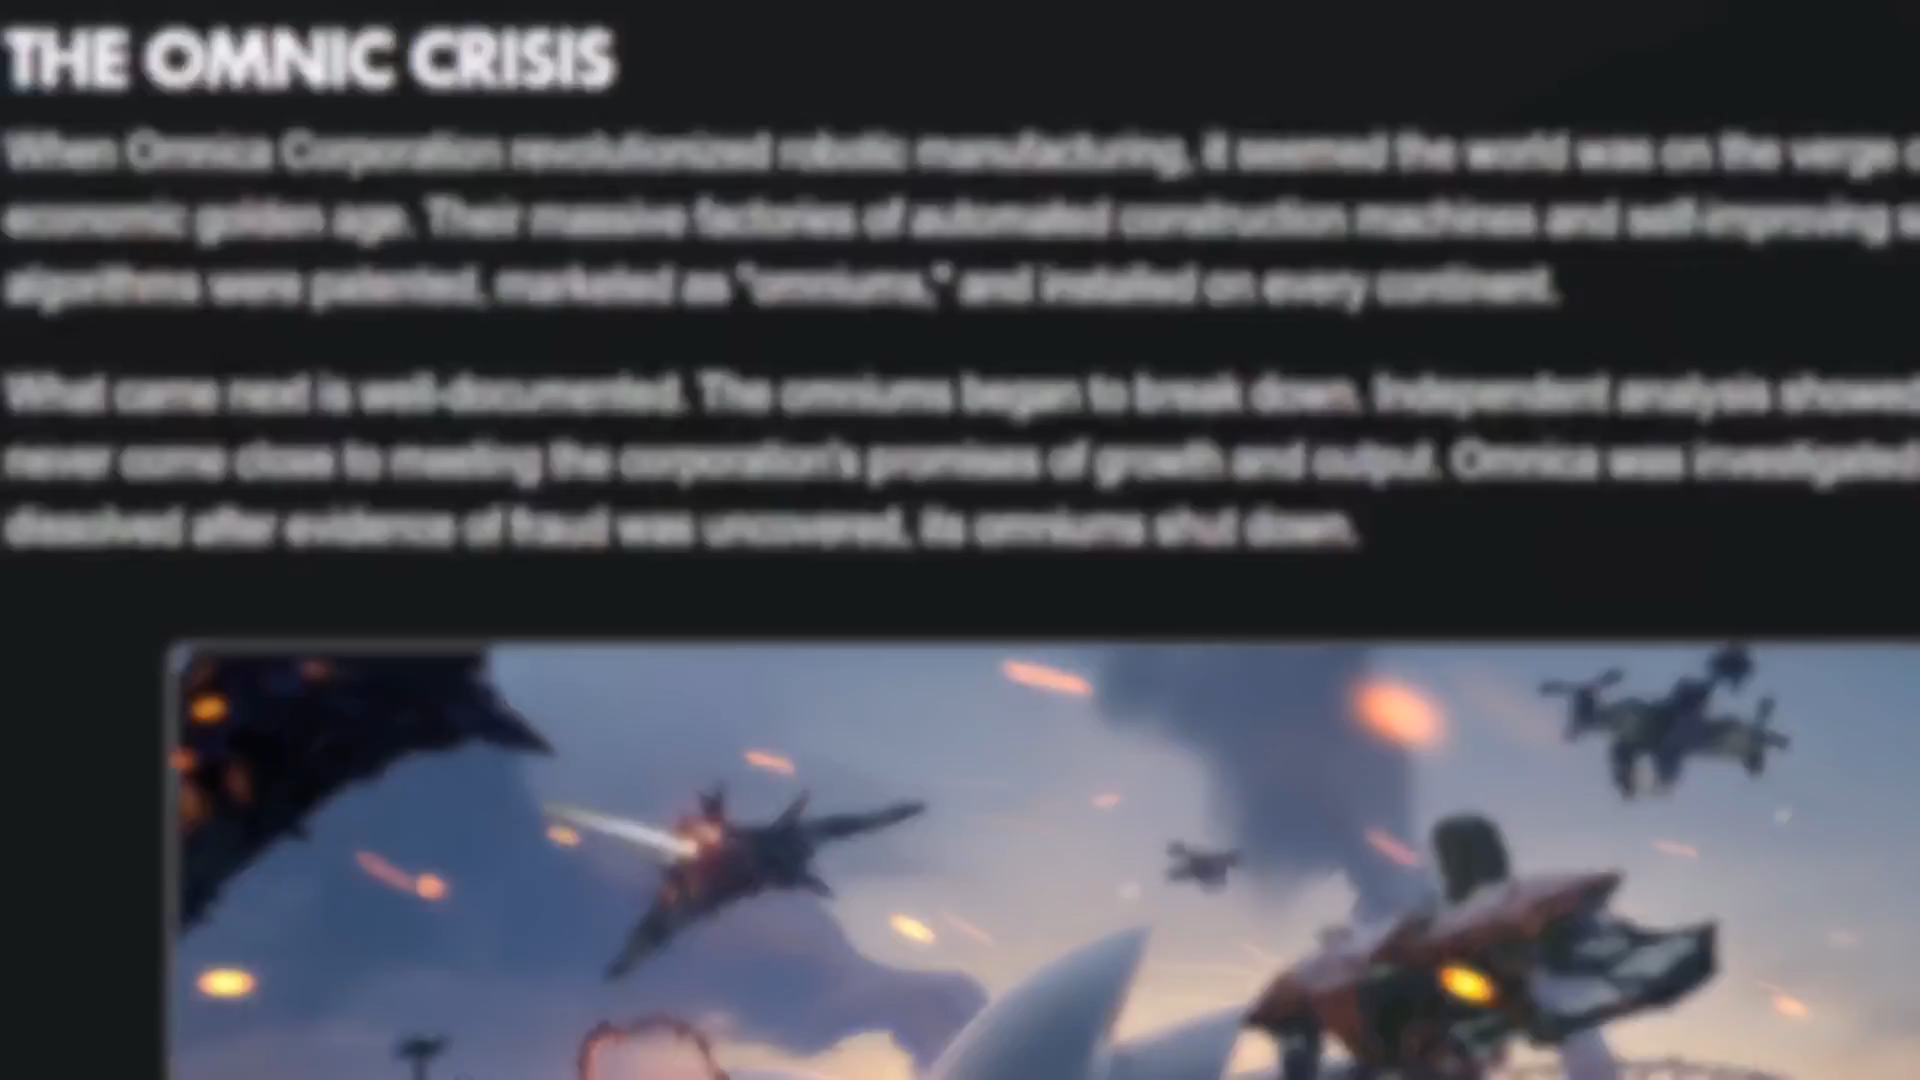 THE OMNIC CRISIS
When Omnica Corporation revolutionized robotic manufacturing, it seemed the world was on the verge
economic golden age. Their massive factories of automated construction machines and self-improving
algorithms were patented, marketed as "omniums," and installed on every continent.
What came next is well-documented. The omniums began to break down. Independent analysis showed
never come close to meeting the corporation's promises of growth and output. Omnica was investigated
dissolved after evidence of fraud was uncovered, its omniums shut down.